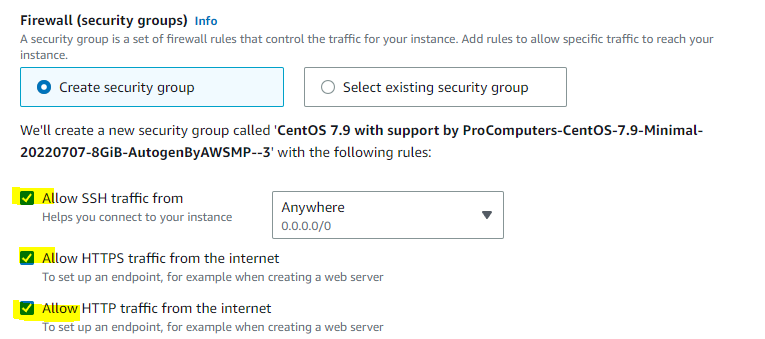 Firewall (security groups) Info
A security group is a set of firewall rules that control the traffic for your instance. Add rules to allow specific traffic to reach your
instance.
Create security group
Select existing security group
We'll create a new security group called 'CentOS 7.9 with support by ProComputers-CentOS-7.9-Minimal-
20220707-8GiB-AutogenByAWSMP--3' with the following rules:
Allow SSH traffic from
Helps you connect to your instance
Anywhere
0.0.0.0/0
Allow HTTPS traffic from the internet
To set up an endpoint, for example when creating a web server
Allow HTTP traffic from the internet
To set up an endpoint, for example when creating a web server